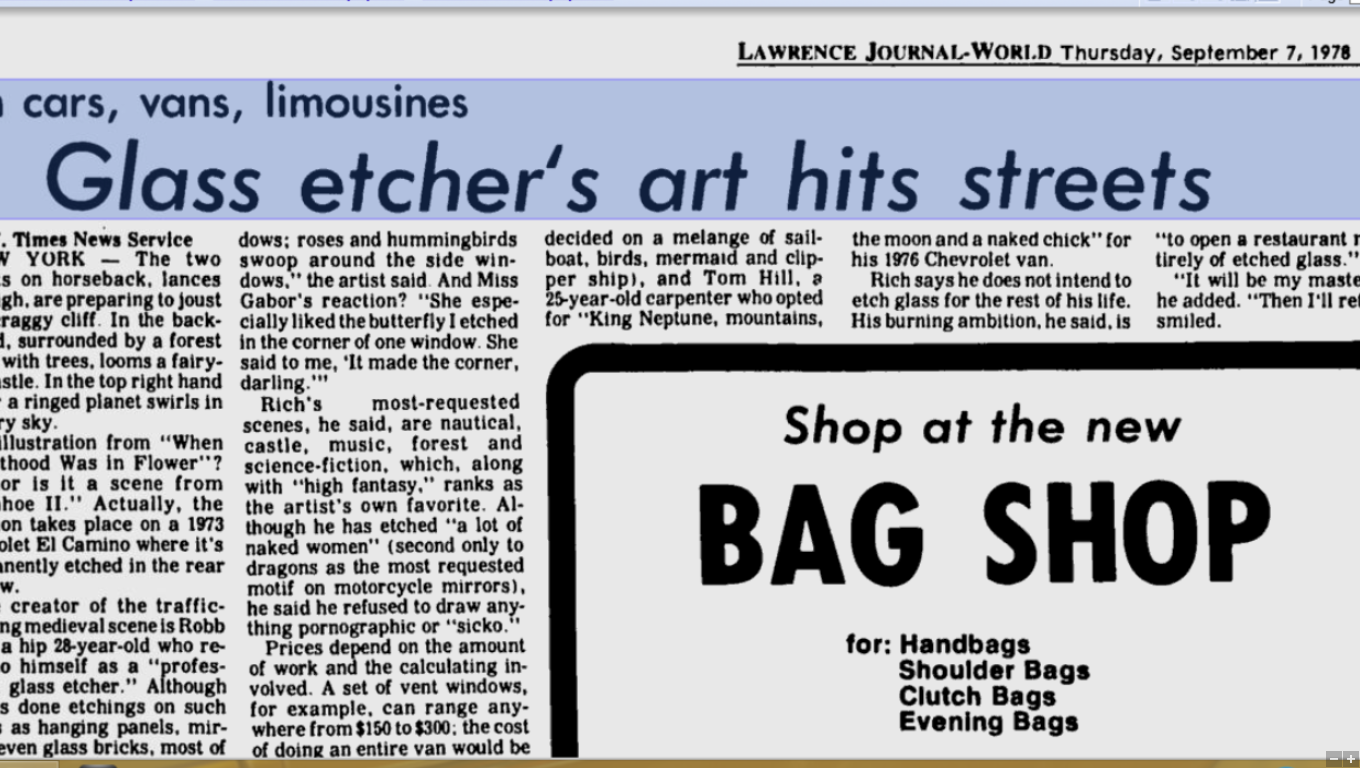 LAWRENCE JOURNAL-WORLD Thursday, September 7, 1978
cars, vans, limousines
Glass etcher's art hits streets
. Times News Service
W YORK — The two
s on horseback, lances
gh, are preparing to joust
raggy cliff. In the back-
d, surrounded by a forest
with trees, looms a fairy-
stle. In the top right hand
a ringed planet swirls in
ry sky.
illustration from "When
thood Was in Flower"?
or is it a scene from
hoe II." Actually, the
on takes place on a 1973
olet El Camino where it's
anently etched in the rear
w.
creator of the traffic-
ng medieval scene is Robb
a hip 28-year-old who re-
o himself as a "profes-
glass etcher." Although
s done etchings on such
s as hanging panels, mir-
even glass bricks, most of
dows; roses and hummingbirds
swoop around the side win-
dows," the artist said. And Miss
Gabor's reaction? "She espe-
cially liked the butterfly I etched
in the corner of one window. She
said to me, 'It made the corner,
darling.'"
Rich's most-requested
scenes, he said, are nautical,
castle, music, forest and
science-fiction, which, along
with "high fantasy," ranks as
the artist's own favorite. Al-
though he has etched "a lot of
naked women" (second only to
dragons as the most requested
motif on motorcycle mirrors),
he said he refused to draw any-
thing pornographic or "sicko."
Prices depend on the amount
of work and the calculating in-
volved. A set of vent windows,
for example, can range any-
where from $150 to $300; the cost
of doing an entire van would be
decided on a melange of sail-
boat, birds, mermaid and clip-
per ship), and Tom Hill, a
25-year-old carpenter who opted
for "King Neptune, mountains,
the moon and a naked chick" for
his 1976 Chevrolet van.
Rich says he does not intend to
etch glass for the rest of his life.
His burning ambition, he said, is
"to open a restaurant
tirely of etched glass."
"It will be my maste
he added. "Then I'll ret
smiled.
Shop at the new
BAG SHOP
for: Handbags
Shoulder Bags
Clutch Bags
Evening Bags